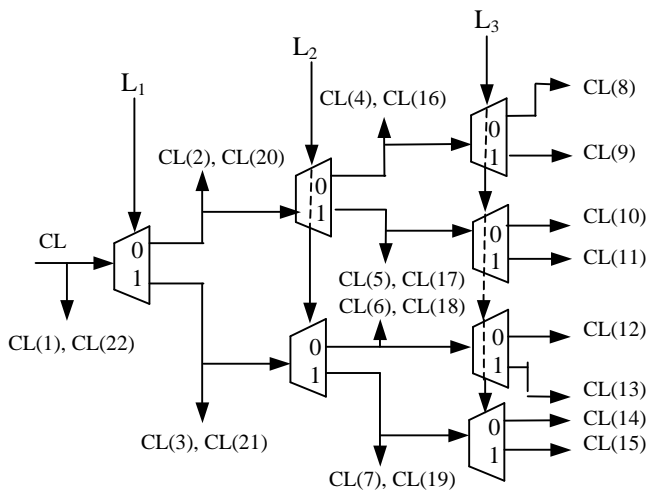 L3
L2
L1
CL(8)
CL(4), CL(16)
0
1
CL(9)
CL(2), CL(20)
0
1
CL(10)
0
1
CL
0
1
CL(11)
CL(5), CL(17)
CL(6), CL(18)
CL(1), CL(22)
0
1
CL(12)
0
1
CL(13)
CL(14)
0
1
CL(15)
CL(3), CL(21)
CL(7), CL(19)